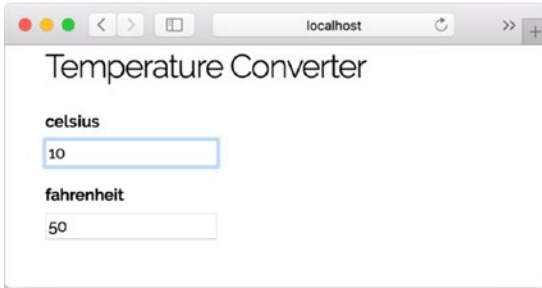 localhost
Temperature Converter
celsius
10
fahrenheit
50